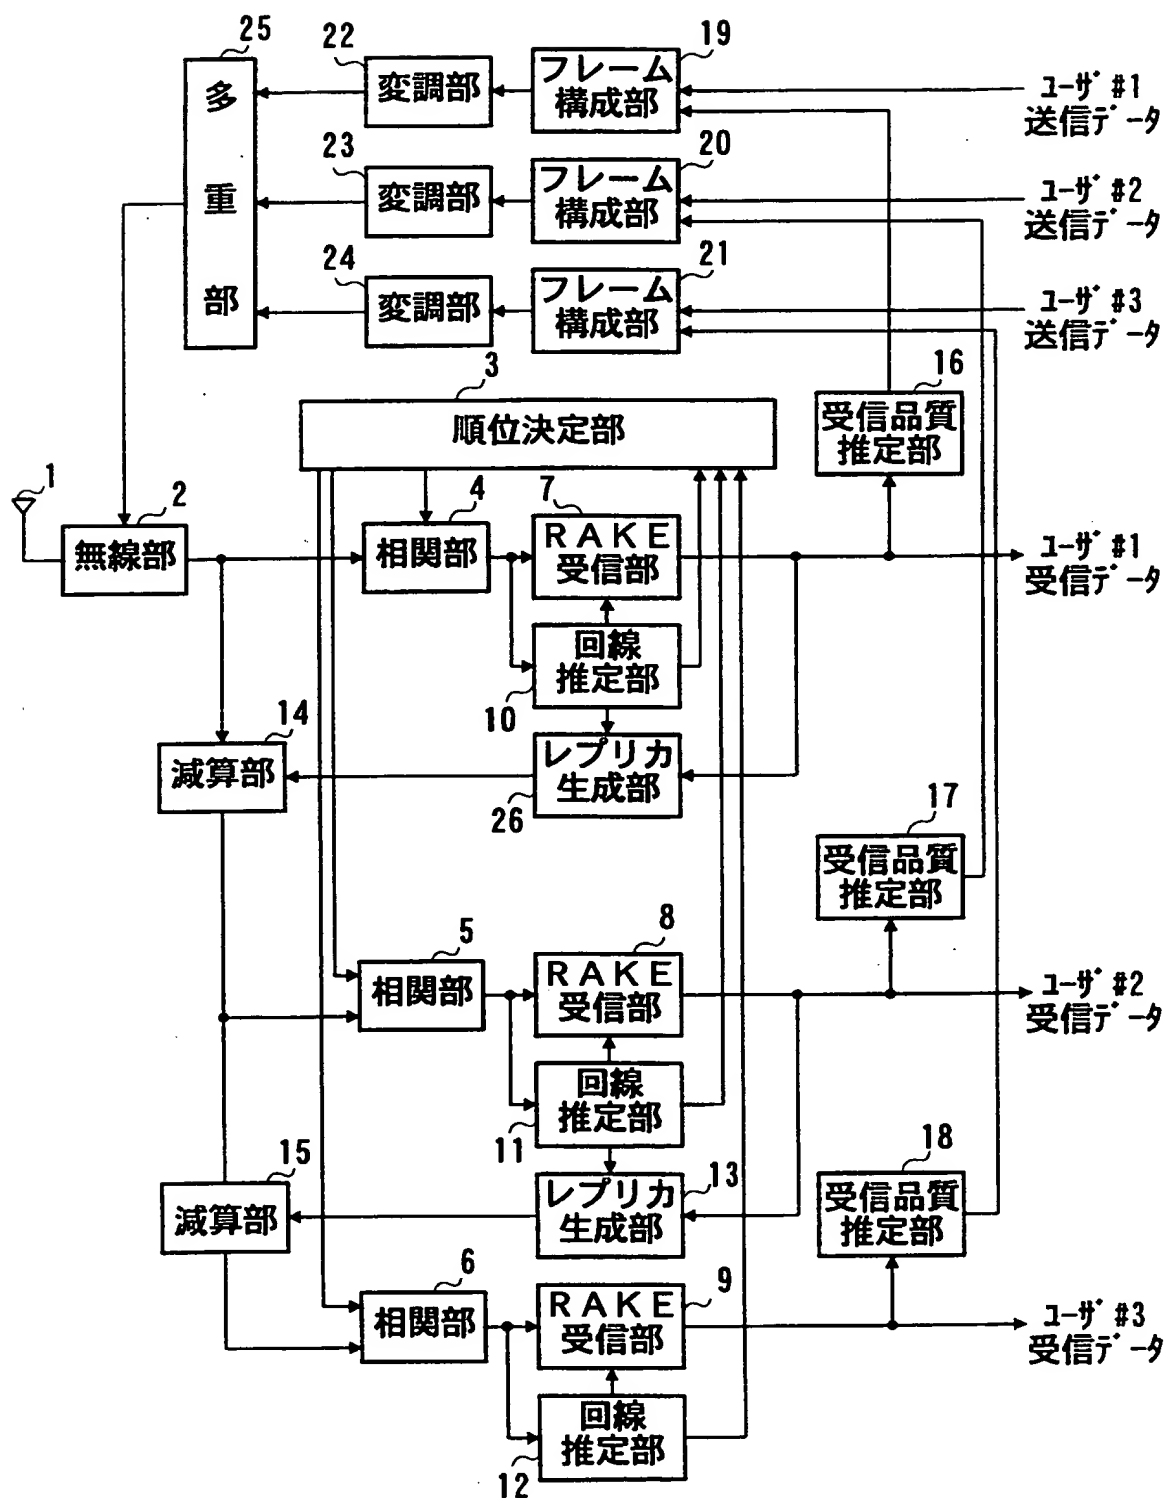 25
22
19
多重部
変調部
フレーム
構成部
ユーザ#1
送信データ
23
20
変調部
フレーム
構成部
ユーザ#2
送信データ
24
21
変調部
フレーム
構成部
ユーザ#3
送信データ
3
順位決定部
16
受信品質
推定部
1
2
無線部
4
相関部
7
RAKE
受信部
ユーザ#1
受信データ
回線
推定部
10
14
減算部
レプリカ
生成部
26
17
受信品質
推定部
5
相関部
8
RAKE
受信部
ユーザ#2
受信データ
回線
推定部
11
15
減算部
13
レプリカ
生成部
18
受信品質
推定部
6
相関部
9
RAKE
受信部
ユーザ#3
受信データ
回線
推定部
12